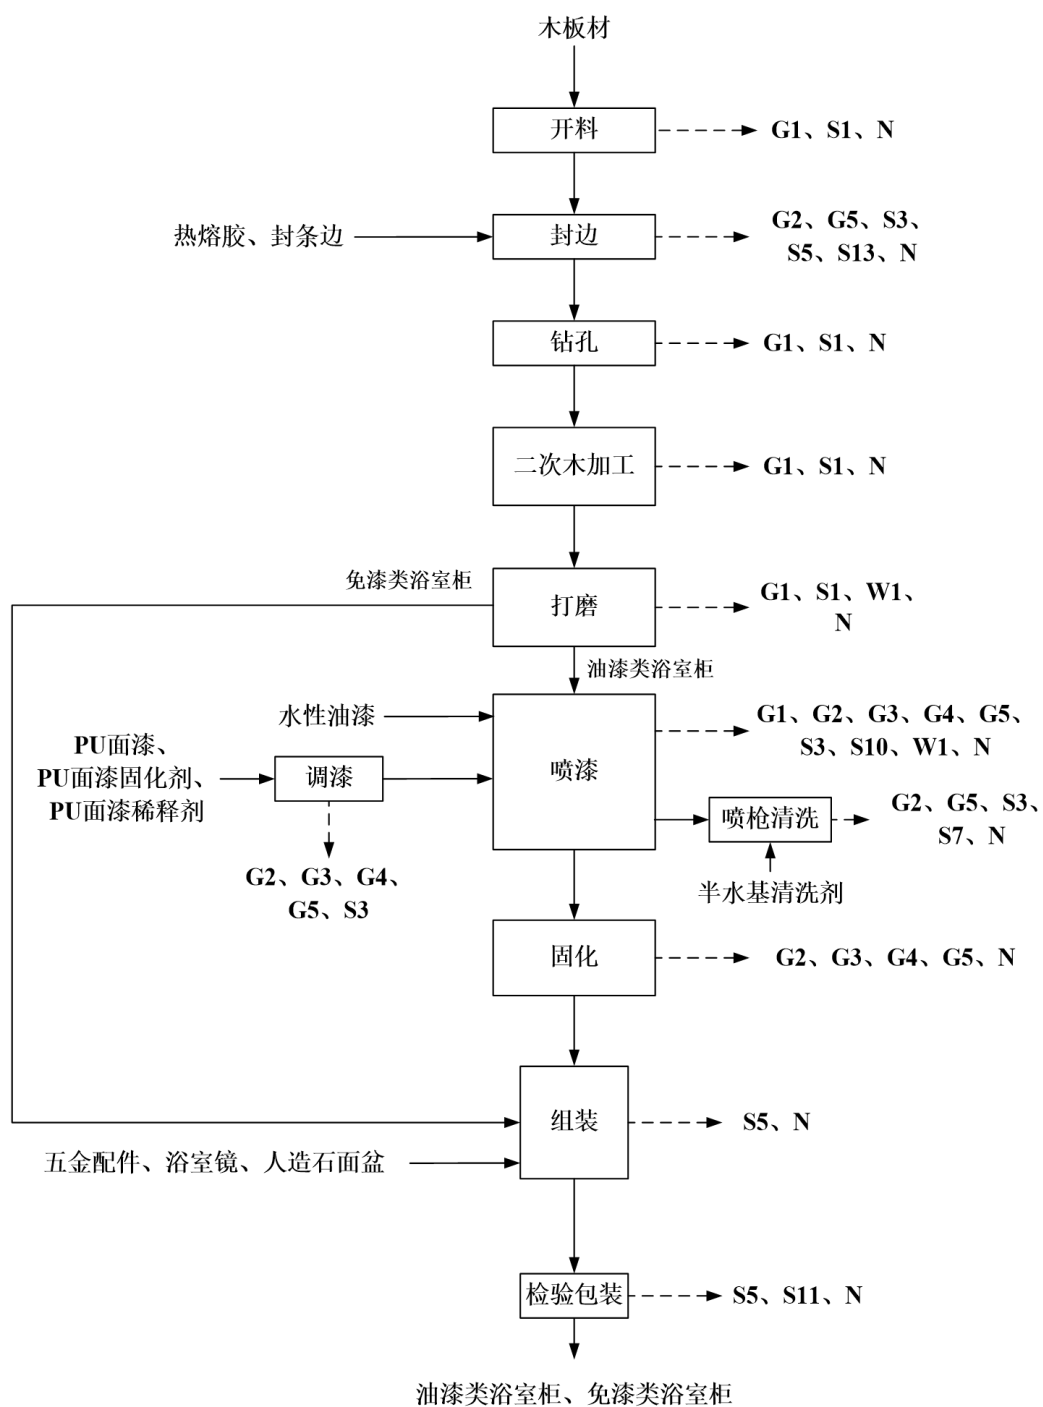 木板材
开料
G1、S1、N
热熔胶、封条边
封边
G2、G5、S3、
S5、S13、N
钻孔
G1、S1、N
二次木加工
G1、S1、N
免漆类浴室柜
打磨
G1、S1、W1、
N
油漆类浴室柜
水性油漆
PU面漆、
PU面漆固化剂、
PU面漆稀释剂
调漆
G2、G3、G4、
G5、S3
喷漆
G1、G2、G3、G4、G5、
S3、S10、W1、N
喷枪清洗
G2、G5、S3、
S7、N
半水基清洗剂
固化
G2、G3、G4、G5、N
组装
S5、N
五金配件、浴室镜、人造石面盆
检验包装
S5、S11、N
油漆类浴室柜、免漆类浴室柜